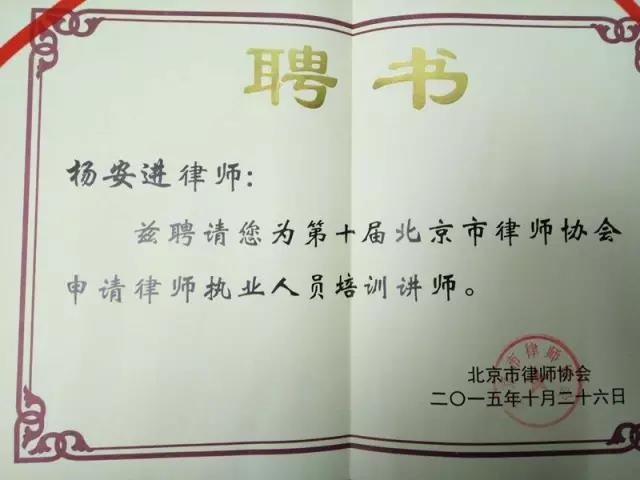 聘书
杨安进律师:
兹聘请您为第十届北京市律师协会
申请律师执业人员培训讲师。
北京市律师协会
二〇一五年十月二十六日